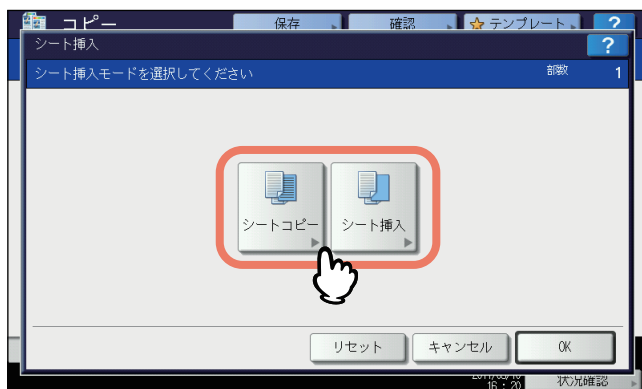 コピー 保存 確認 テンプレート ?
シート挿入 ?
シート挿入モードを選択してください 部数 1
シートコピー シート挿入
リセット キャンセル OK
16:20 状況確認